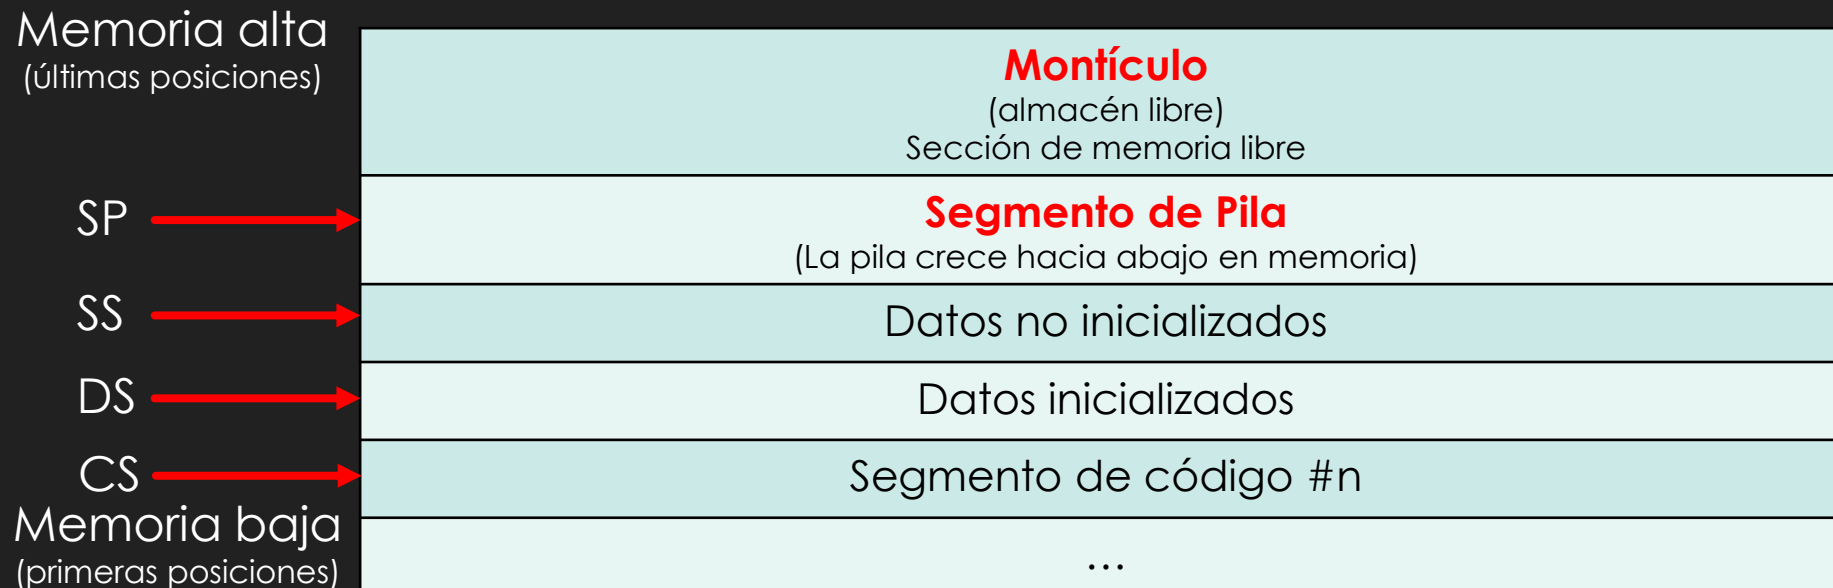 Memoria alta
(últimas posiciones)
Montículo
(almacén libre)
Sección de memoria libre
SP
Segmento de Pila
(La pila crece hacia abajo en memoria)
SS
Datos no inicializados
DS
Datos inicializados
CS
Segmento de código #n
Memoria baja
(primeras posiciones)
...